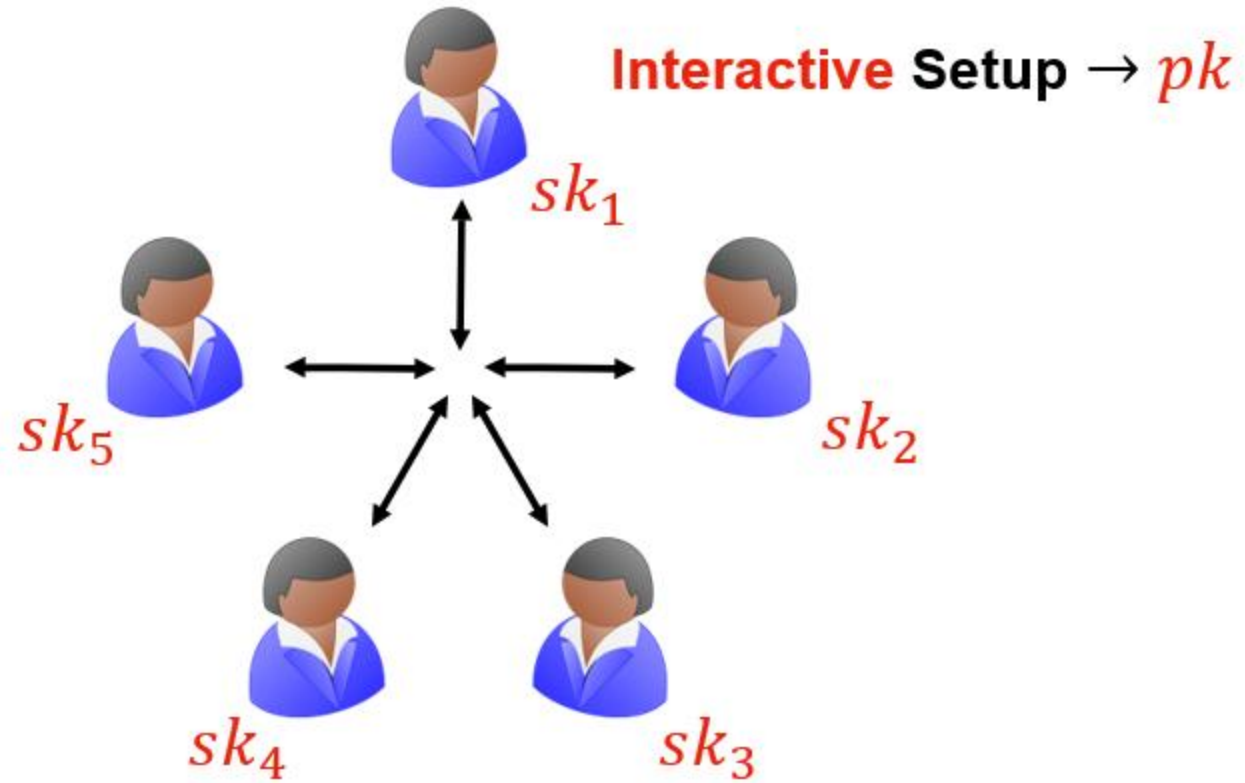 Interactive Setup → pk
sk₁
sk₅
sk₂
sk₄
sk₃